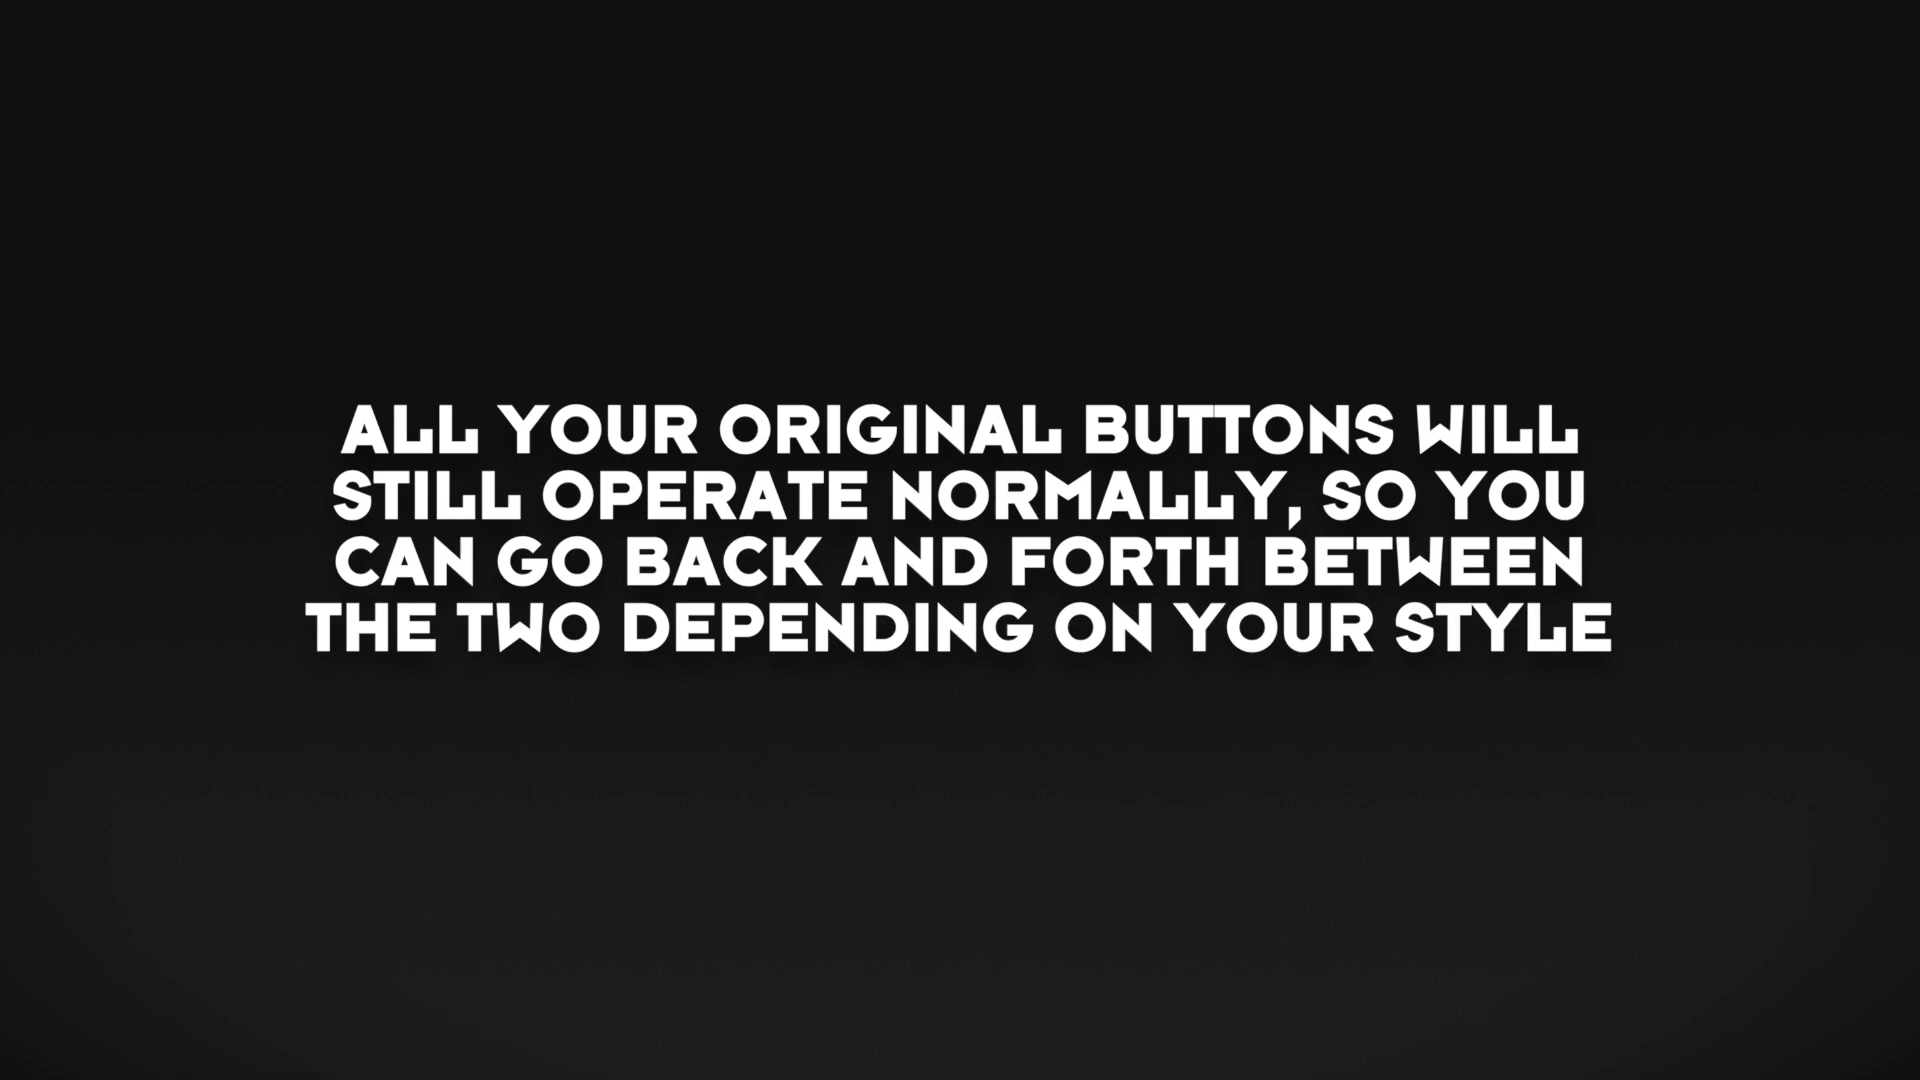 ALL YOUR ORIGINAL BUTTONS WILL
STILL OPERATE NORMALLY, SO YOU
CAN GO BACK AND FORTH BETWEEN
THE TWO DEPENDING ON YOUR STYLE